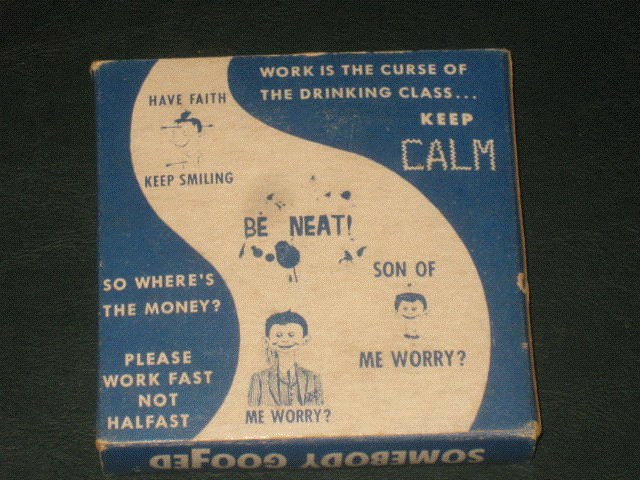 WORK IS THE CURSE OF
THE DRINKING CLASS...
KEEP
CALM
HAVE FAITH
KEEP SMILING
BE NEAT!
SON OF
ME WORRY?
SO WHERE'S
THE MONEY?
PLEASE
WORK FAST
NOT
HALFAST
ME WORRY?
SOMEBODY GOOFED